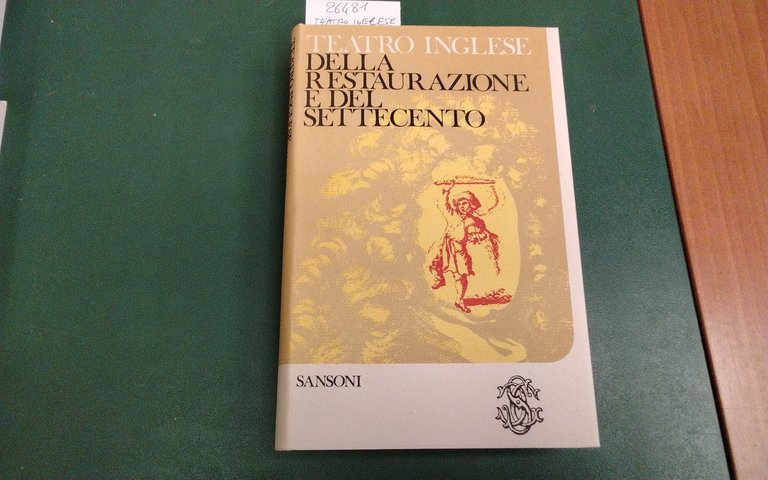 26481
TEATRO INGLESE
TEATRO INGLESE
DELLA
RESTAURAZIONE
E DEL
SETTECENTO
SANSONI